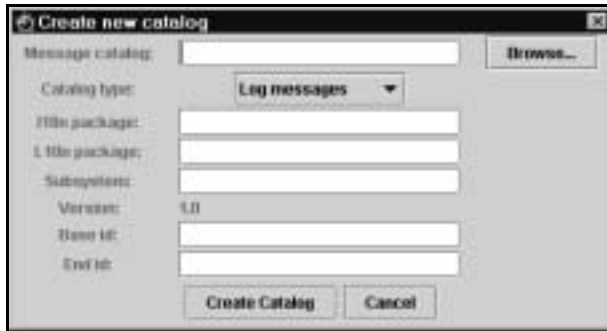 Create new catalog
Message catalog:
Browse...
Catalog type:
Log messages
I18n package:
L10n package:
Subsystem:
Version:
1.0
Base id:
End id:
Create Catalog
Cancel